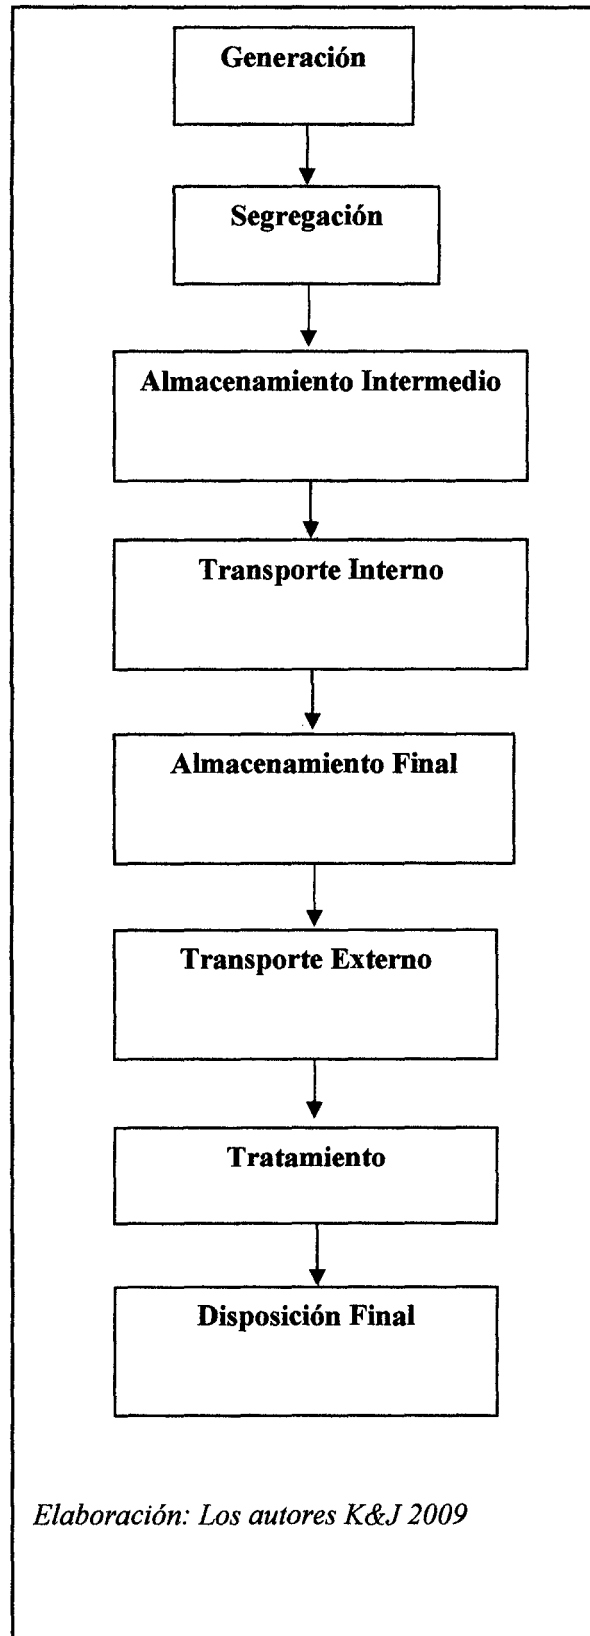 Generación
Segregación
Almacenamiento Intermedio
Transporte Interno
Almacenamiento Final
Transporte Externo
Tratamiento
Disposición Final
Elaboración: Los autores K&J 2009